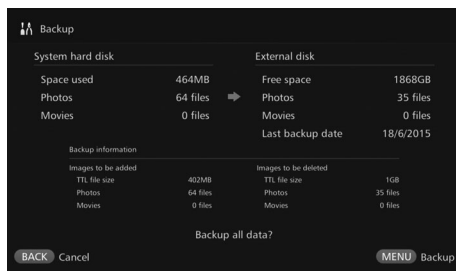 Backup
System hard disk
External disk
Space used 464MB
Free space 1868GB
Photos 64 files
Photos 35 files
Movies 0 files
Movies 0 files
Last backup date 18/6/2015
Backup information
Images to be added
Images to be deleted
TTL file size 402MB
TTL file size 1GB
Photos 64 files
Photos 35 files
Movies 0 files
Movies 0 files
Backup all data?
BACK Cancel
MENU Backup